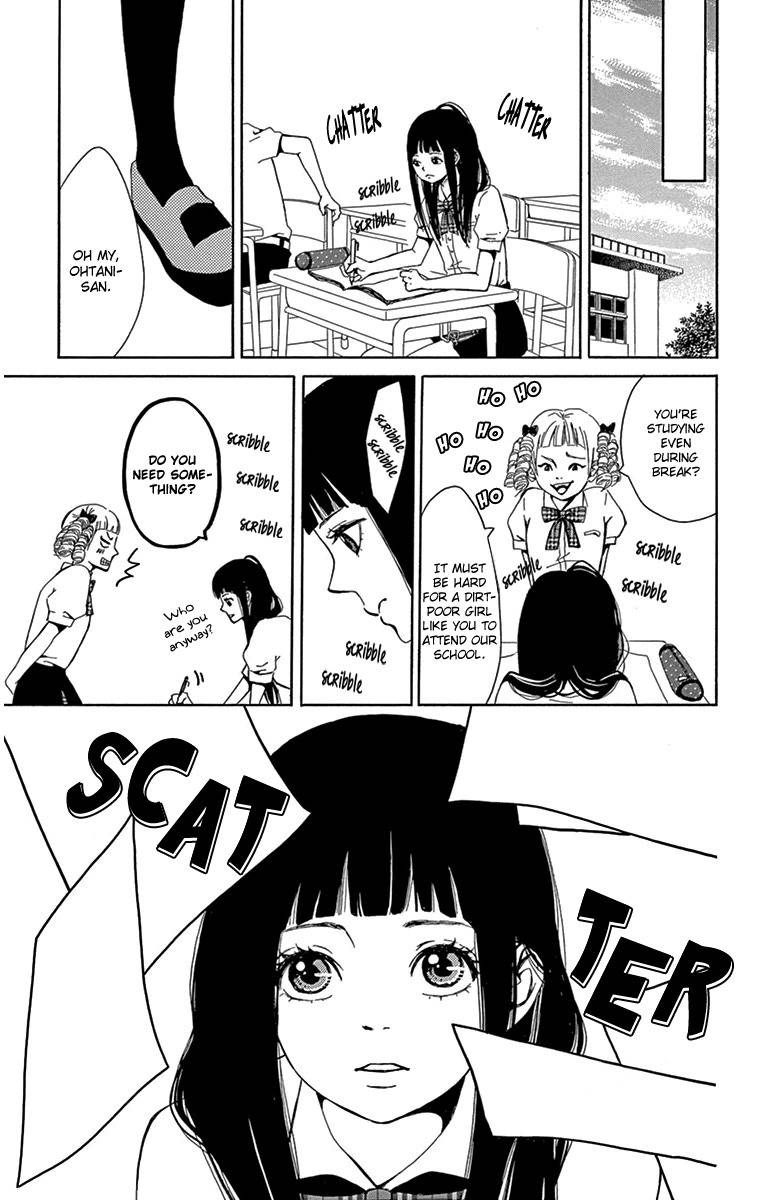 CHATTER
CHATTER
SCRIBBLE
SCRIBBLE
OH MY,
OHTANI-
SAN.
YOU'RE
STUDYING
EVEN
DURING
BREAK?
HO HO
HO HO
HO
HO
IT MUST
BE HARD
FOR A DIRT-
POOR GIRL
LIKE YOU TO
ATTEND OUR
SCHOOL.
SCRIBBLE
SCRIBBLE
SCRIBBLE
SCRIBBLE
SCRIBBLE
SCRIBBLE
SCRIBBLE
DO YOU
NEED SOME-
THING?
SCRIBBLE
SCRIBBLE
SCRIBBLE
Who
are you
anyway?
SCAT
TER